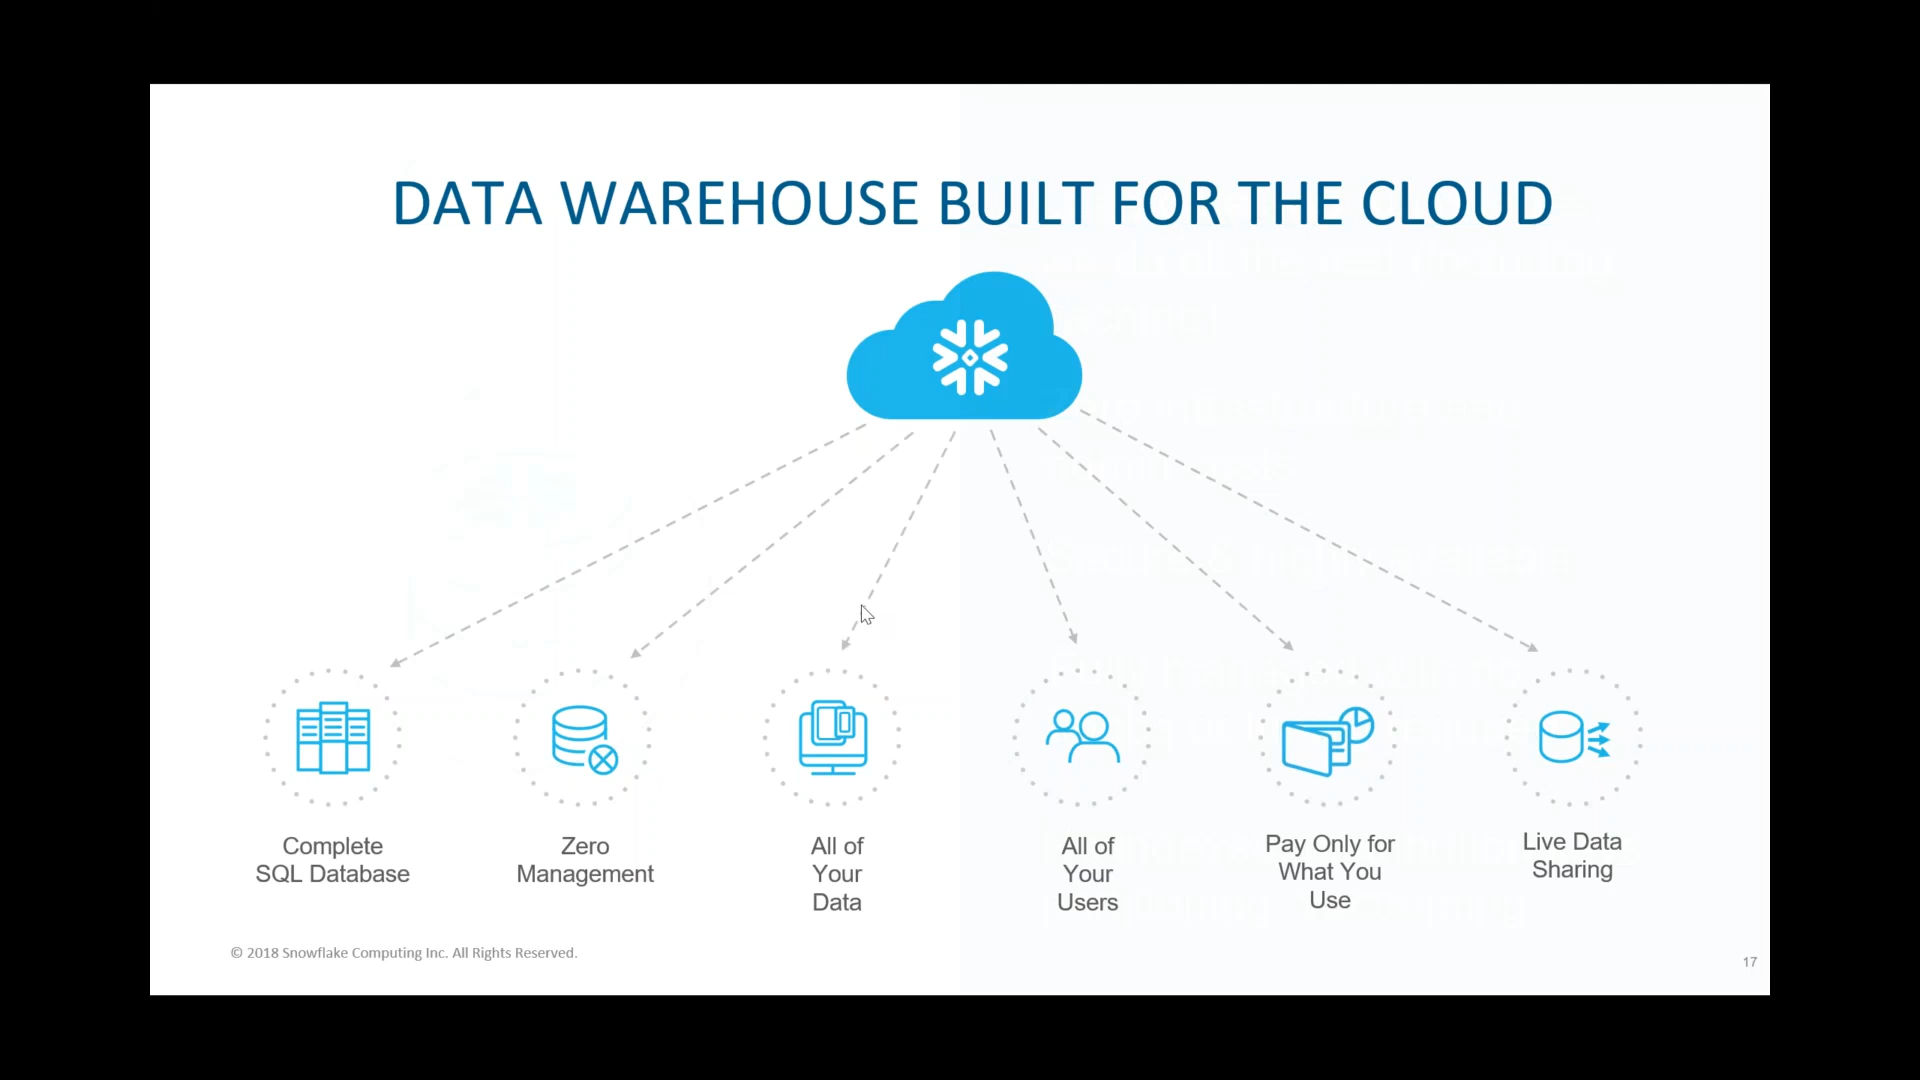 DATA WAREHOUSE BUILT FOR THE CLOUD
Complete
SQL Database
Zero
Management
All of
Your
Data
All of
Your
Users
Pay Only for
What You
Use
Live Data
Sharing
© 2018 Snowflake Computing Inc. All Rights Reserved.
17